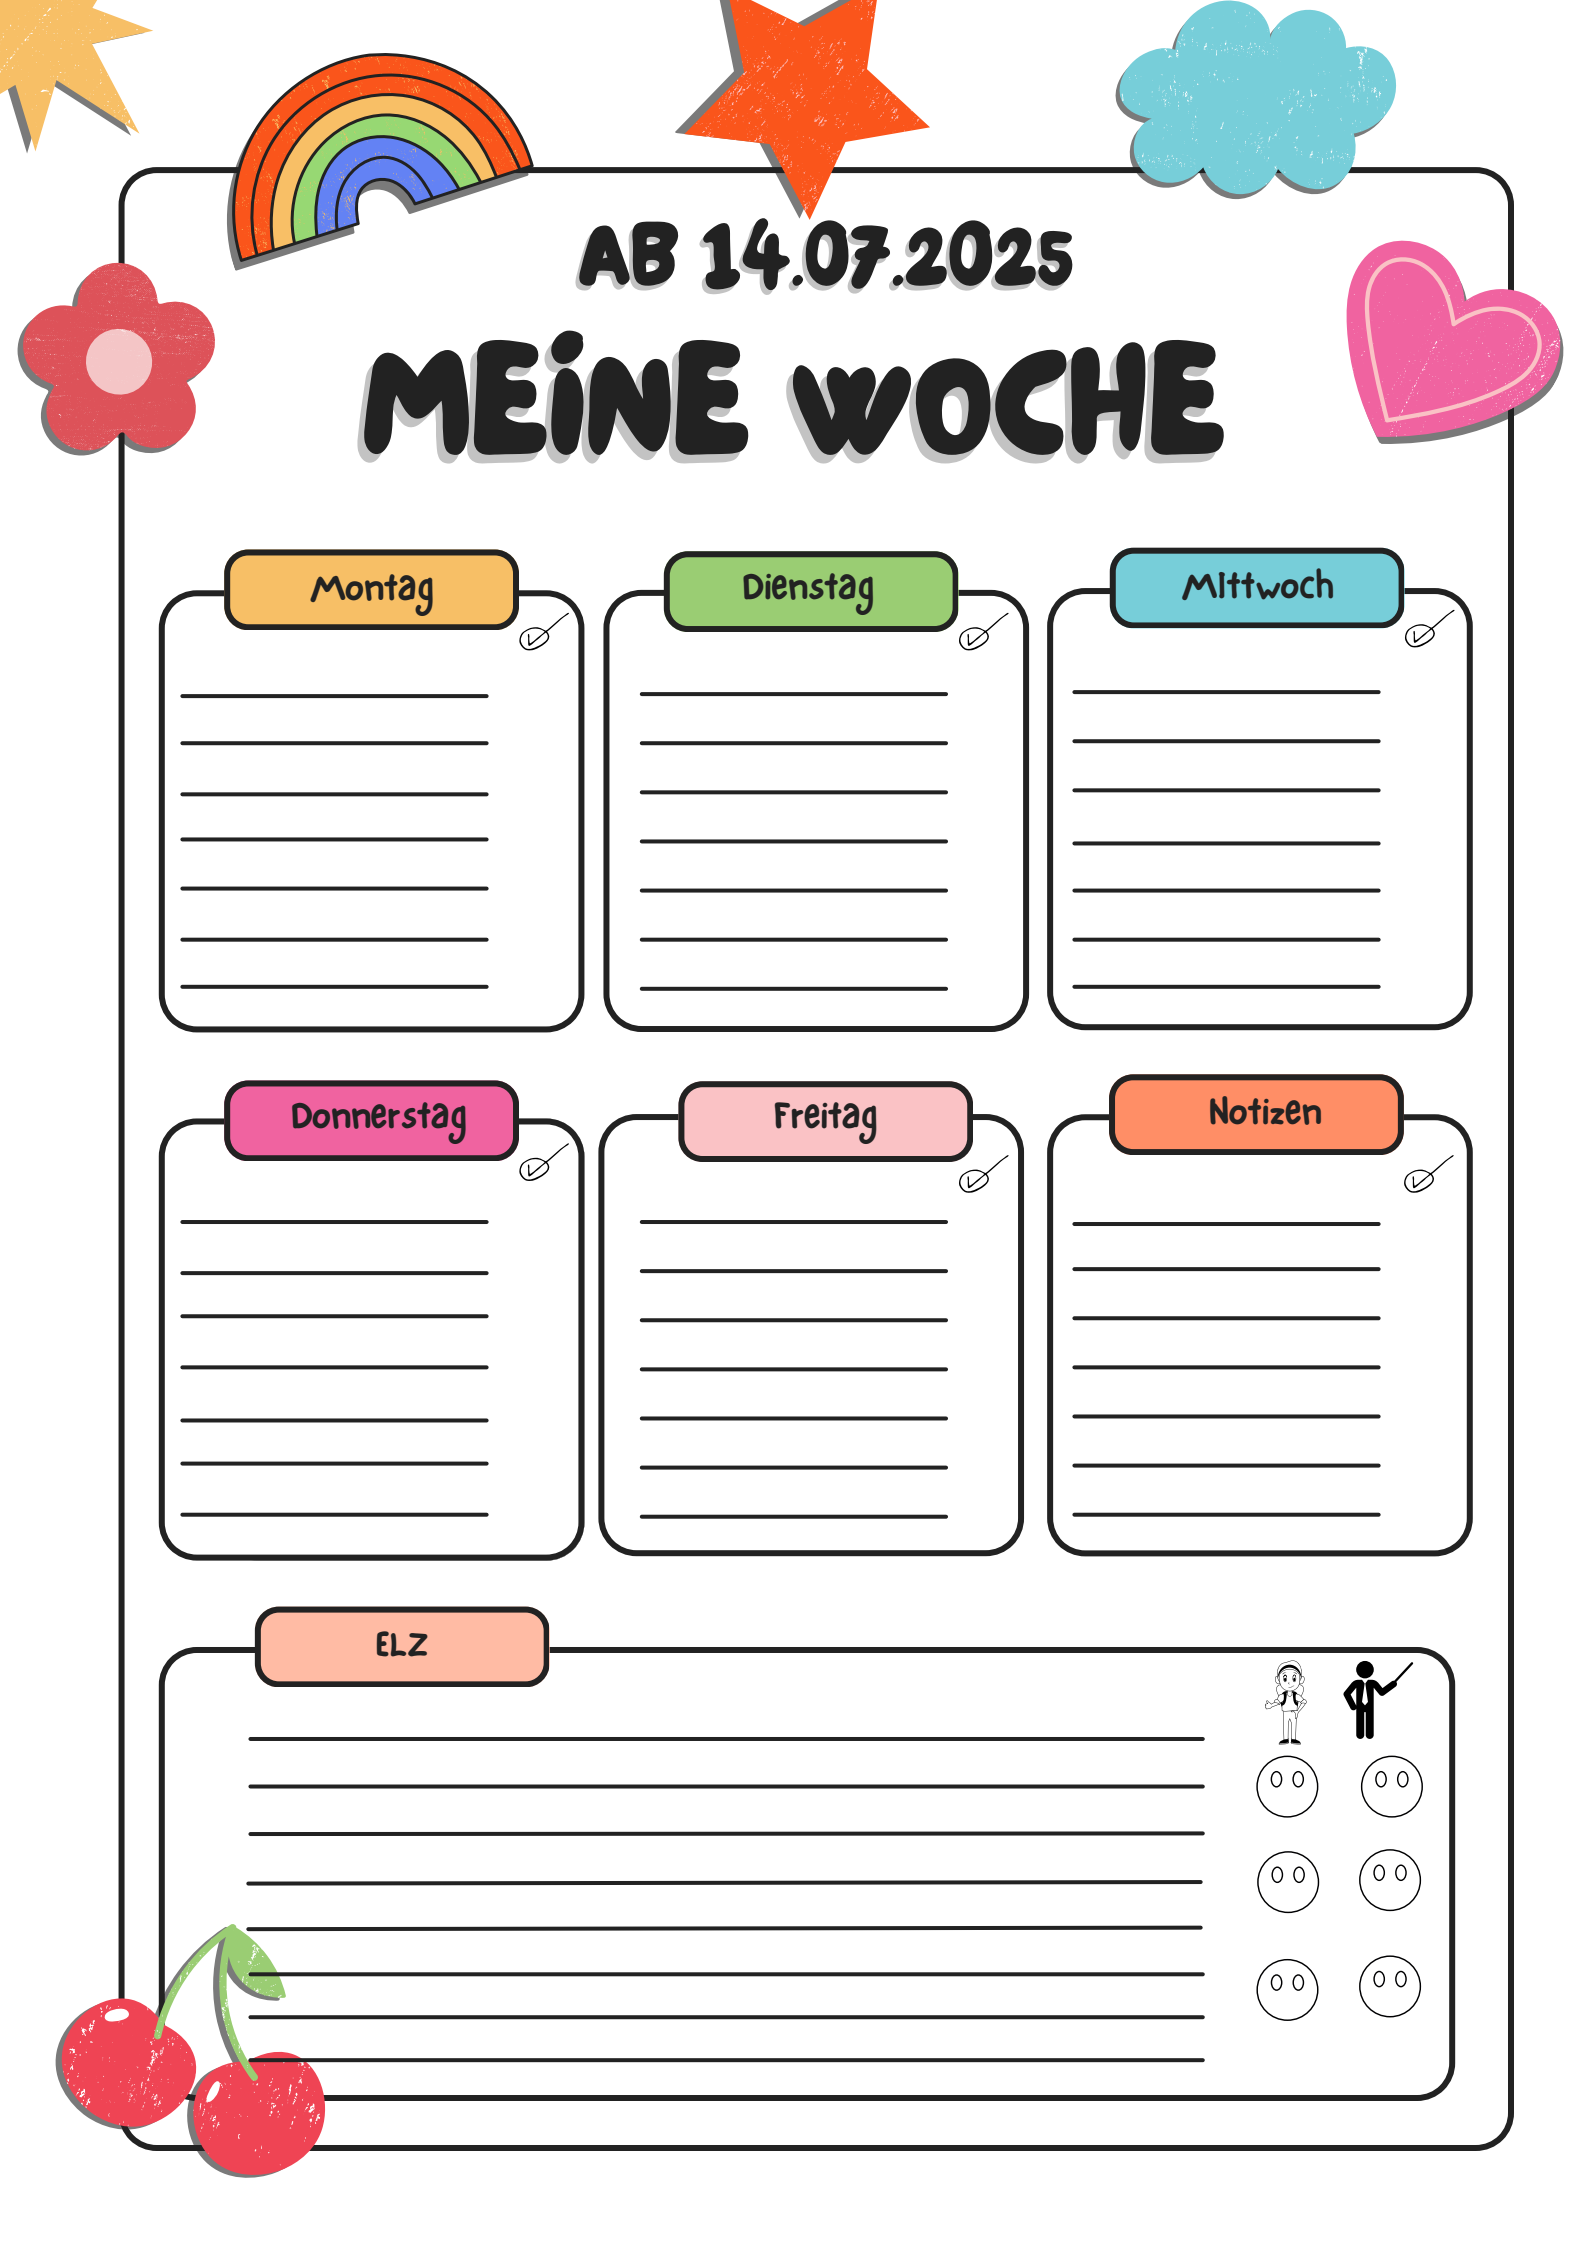 AB 14.07.2025
MEINE WOCHE
Montag
Dienstag
Mittwoch
Donnerstag
Freitag
Notizen
ELZ